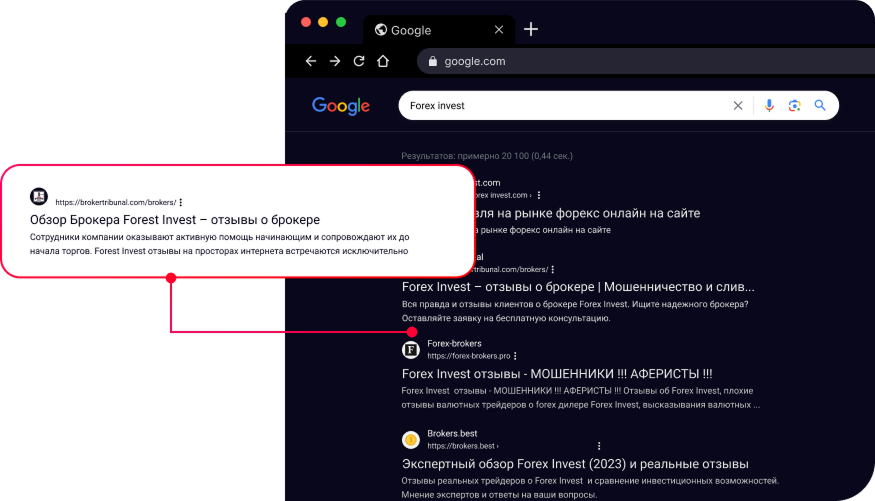 Google
google.com
Google
Forex invest
Результатов: примерно 20 100 (0,44 сек.)
https://brokertribunal.com/brokers/
Обзор Брокера Forest Invest – отзывы о брокере
Сотрудники компании оказывают активную помощь начинающим и сопровождают их до
начала торгов. Forest Invest отзывы на просторах интернета встречаются исключительно
st.com
orex invest.com ›
вля на рынке форекс онлайн на сайте
а рынке форекс онлайн на сайте
al
tribunal.com/brokers/
Forex Invest – отзывы о брокере | Мошенничество и слив...
Вся правда и отзывы клиентов о брокере Forex Invest. Ищите надежного брокера?
Оставляйте заявку на бесплатную консультацию.
F
Forex-brokers
https://forex-brokers.pro
Forex Invest отзывы - МОШЕННИКИ !!! АФЕРИСТЫ !!!
Forex Invest отзывы - МОШЕННИКИ !!! АФЕРИСТЫ !!! Отзывы об Forex Invest, плохие
отзывы валютных трейдеров о forex дилере Forex Invest, высказывания валютных ...
Brokers.best
https://brokers.best ›
Экспертный обзор Forex Invest (2023) и реальные отзывы
Отзывы реальных трейдеров о Forex Invest и сравнение инвестиционных возможностей.
Мнение экспертов и ответы на ваши вопросы.